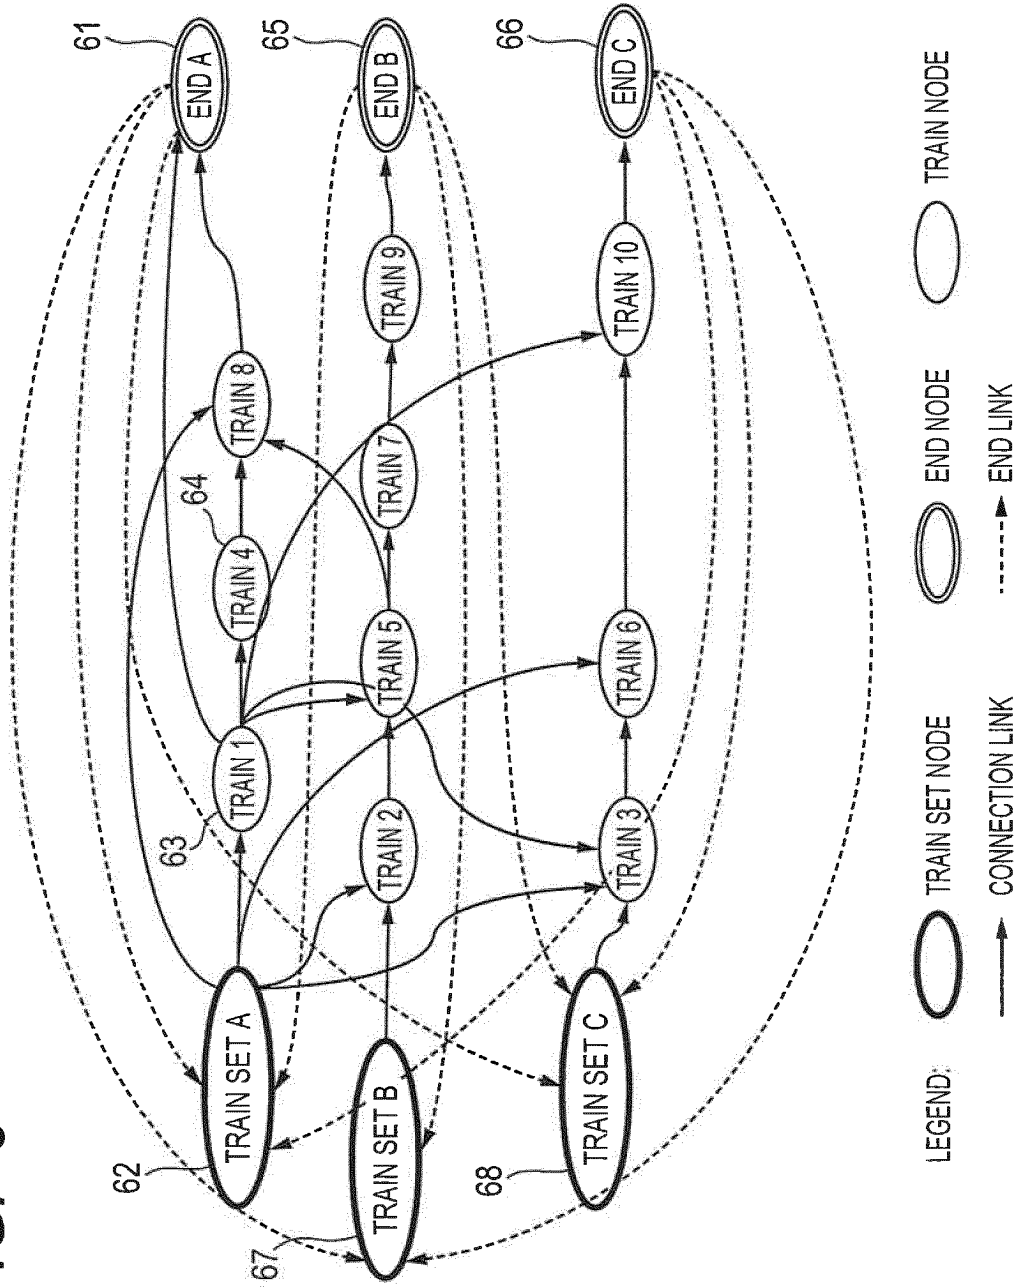 61
65
66
END A
END B
END C
TRAIN 8
TRAIN 9
TRAIN 10
64
TRAIN 4
TRAIN 7
63
TRAIN 1
TRAIN 5
TRAIN 6
TRAIN 2
TRAIN 3
62
TRAIN SET A
67
TRAIN SET B
68
TRAIN SET C
LEGEND:
TRAIN SET NODE
END NODE
TRAIN NODE
CONNECTION LINK
END LINK